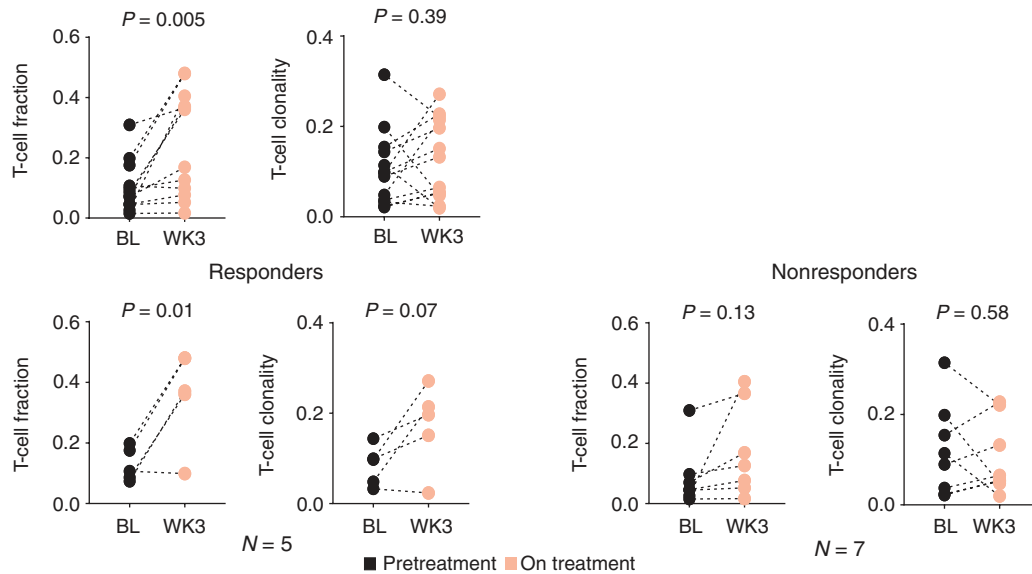 P = 0.005
P = 0.39
T-cell fraction
0.6
0.4
0.2
0.0
BL WK3
T-cell clonality
0.4
0.2
0.0
BL WK3
Responders
Nonresponders
P = 0.01
P = 0.07
P = 0.13
P = 0.58
T-cell fraction
0.6
0.4
0.2
0.0
BL WK3
T-cell clonality
0.4
0.2
0.0
BL WK3
T-cell fraction
0.6
0.4
0.2
0.0
BL WK3
T-cell clonality
0.4
0.2
0.0
BL WK3
N = 5
N = 7
Pretreatment On treatment